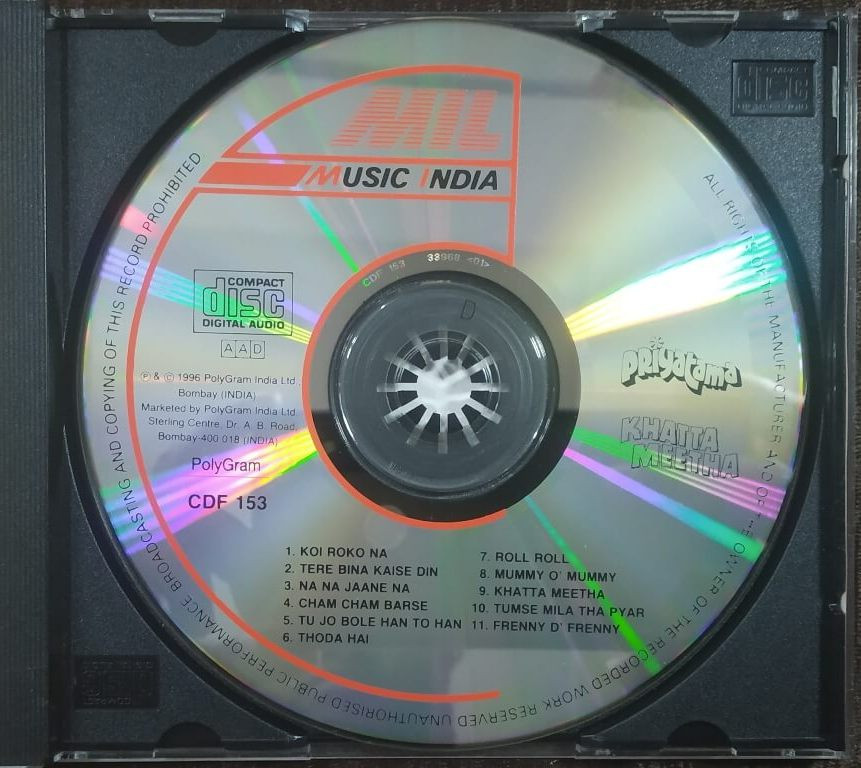 MIL
MUSIC INDIA
CDF 153 33968 <01>
COMPACT
disc
DIGITAL AUDIO
AAD
℗ & © 1996 PolyGram India Ltd.,
Bombay (INDIA)
Marketed by PolyGram India Ltd.
Sterling Centre, Dr. A. B. Road,
Bombay-400 018 (INDIA)
PolyGram
CDF 153
PRiyatama
KHATTA
MEETHA
1. KOI ROKO NA
2. TERE BINA KAISE DIN
3. NA NA JAANE NA
4. CHAM CHAM BARSE
5. TU JO BOLE HAN TO HAN
6. THODA HAI
7. ROLL ROLL
8. MUMMY O' MUMMY
9. KHATTA MEETHA
10. TUMSE MILA THA PYAR
11. FRENNY D' FRENNY
ALL RIGHTS OF THE MANUFACTURER AND OF THE OWNER OF THE RECORDED WORK RESERVED UNAUTHORISED PUBLIC PERFORMANCE BROADCASTING AND COPYING OF THIS RECORD PROHIBITED
D
disc